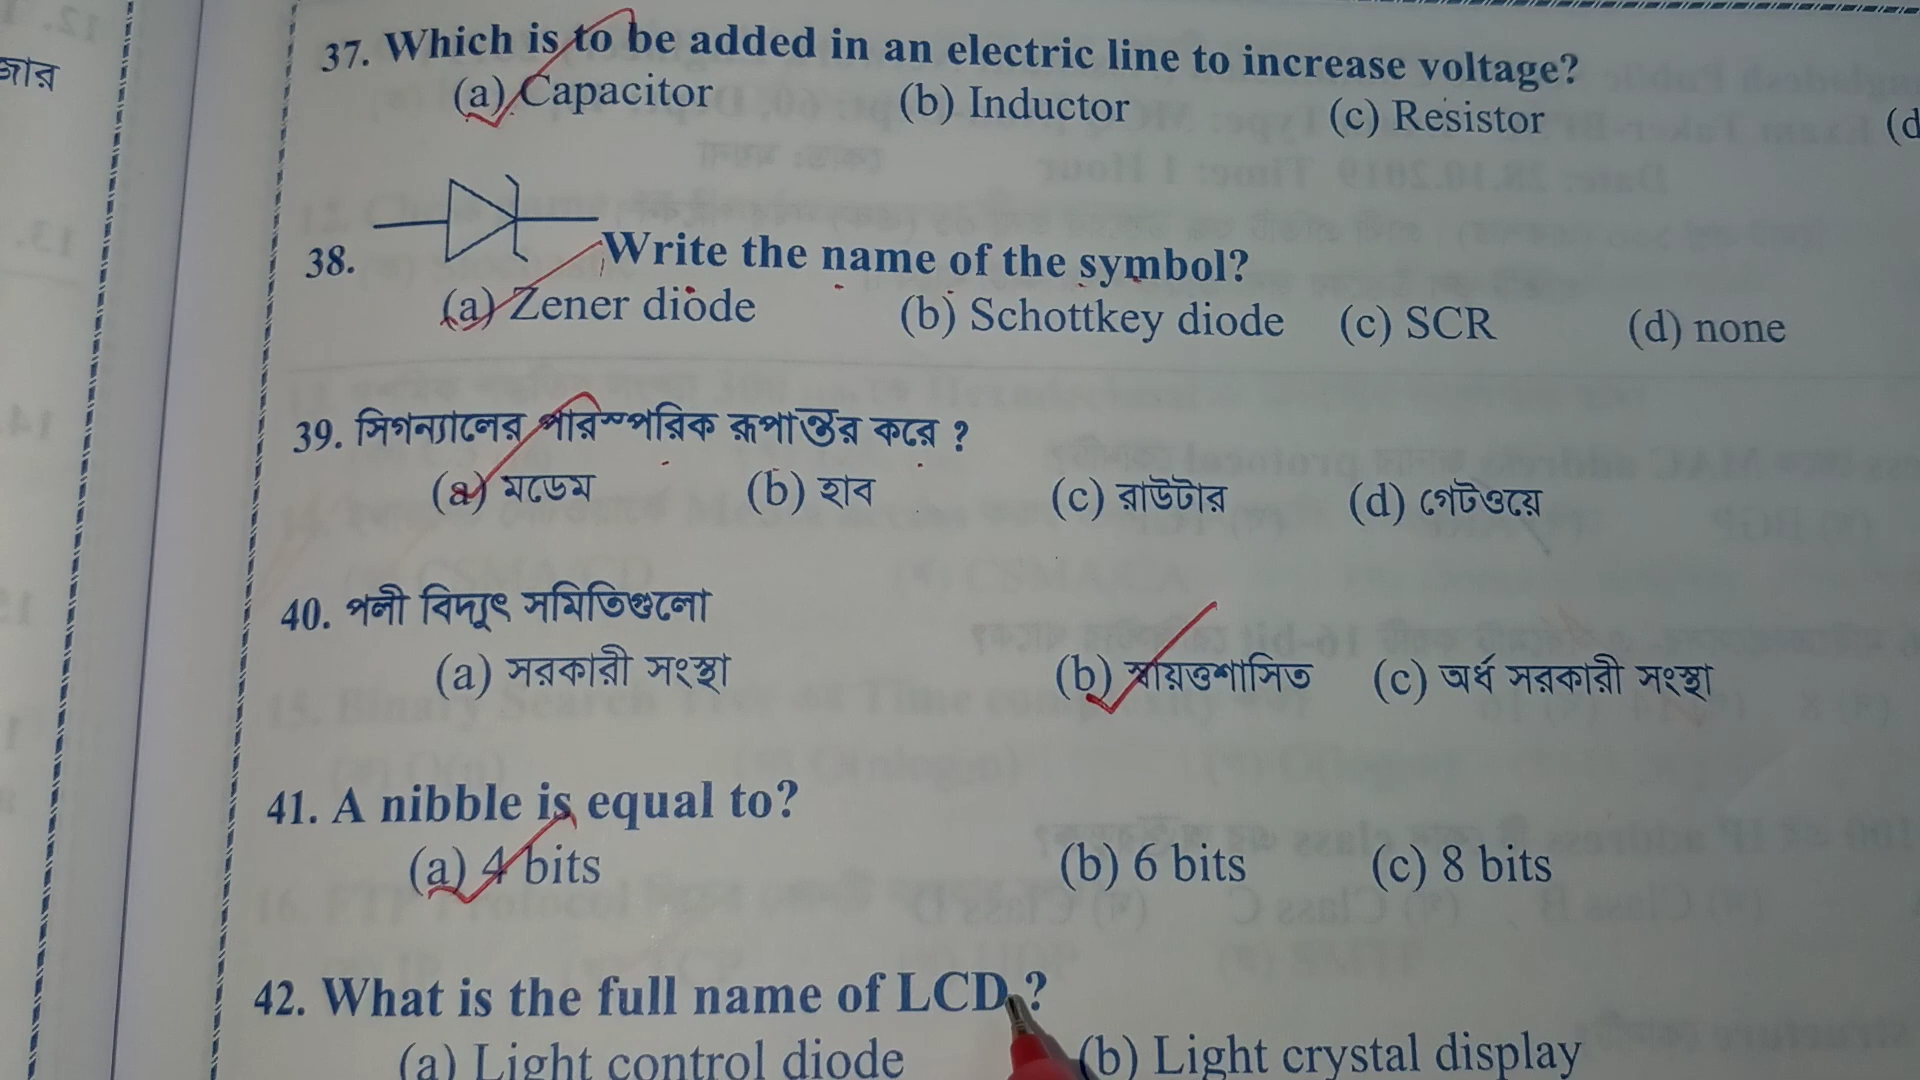 জার
37. Which is to be added in an electric line to increase voltage?
(a) Capacitor (b) Inductor (c) Resistor (d
38. Write the name of the symbol?
(a) Zener diode (b) Schottkey diode (c) SCR (d) none
39. সিগন্যালের পারস্পরিক রূপান্তর করে ?
(a) মডেম (b) হাব (c) রাউটার (d) গেটওয়ে
40. পল্লী বিদ্যুৎ সমিতিগুলো
(a) সরকারী সংস্থা (b) স্বায়ত্তশাসিত (c) অর্ধ সরকারী সংস্থা
41. A nibble is equal to?
(a) 4 bits (b) 6 bits (c) 8 bits
42. What is the full name of LCD ?
(a) Light control diode (b) Light crystal display